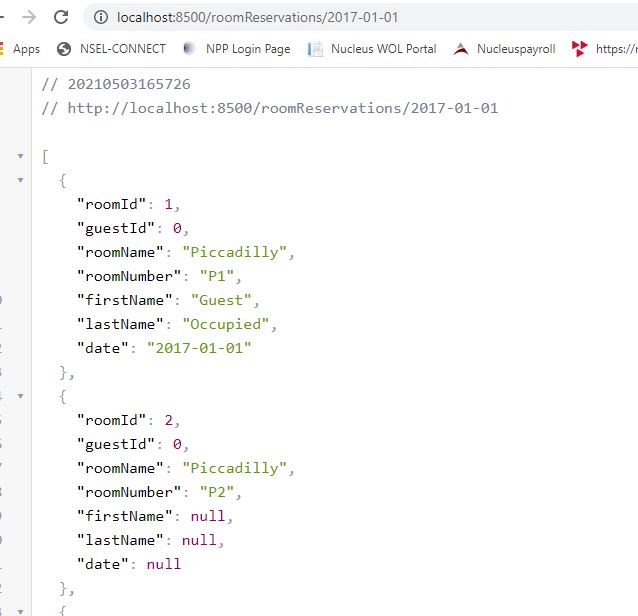 localhost:8500/roomReservations/2017-01-01
Apps NSEL-CONNECT NPP Login Page Nucleus WOL Portal Nucleuspayroll https://r
// 20210503165726
// http://localhost:8500/roomReservations/2017-01-01
[
{
"roomId": 1,
"guestId": 0,
"roomName": "Piccadilly",
"roomNumber": "P1",
"firstName": "Guest",
"lastName": "Occupied",
"date": "2017-01-01"
},
{
"roomId": 2,
"guestId": 0,
"roomName": "Piccadilly",
"roomNumber": "P2",
"firstName": null,
"lastName": null,
"date": null
},
{